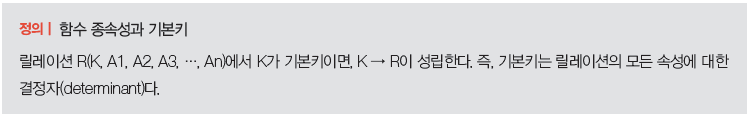 정의 | 함수 종속성과 기본키
릴레이션 R(K, A1, A2, A3, …, An)에서 K가 기본키이면, K → R이 성립한다. 즉, 기본키는 릴레이션의 모든 속성에 대한
결정자(determinant)다.